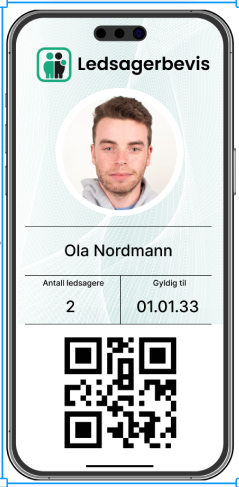 Ledsagerbevis
Ola Nordmann
Antall ledsagere
Gyldig til
2
01.01.33